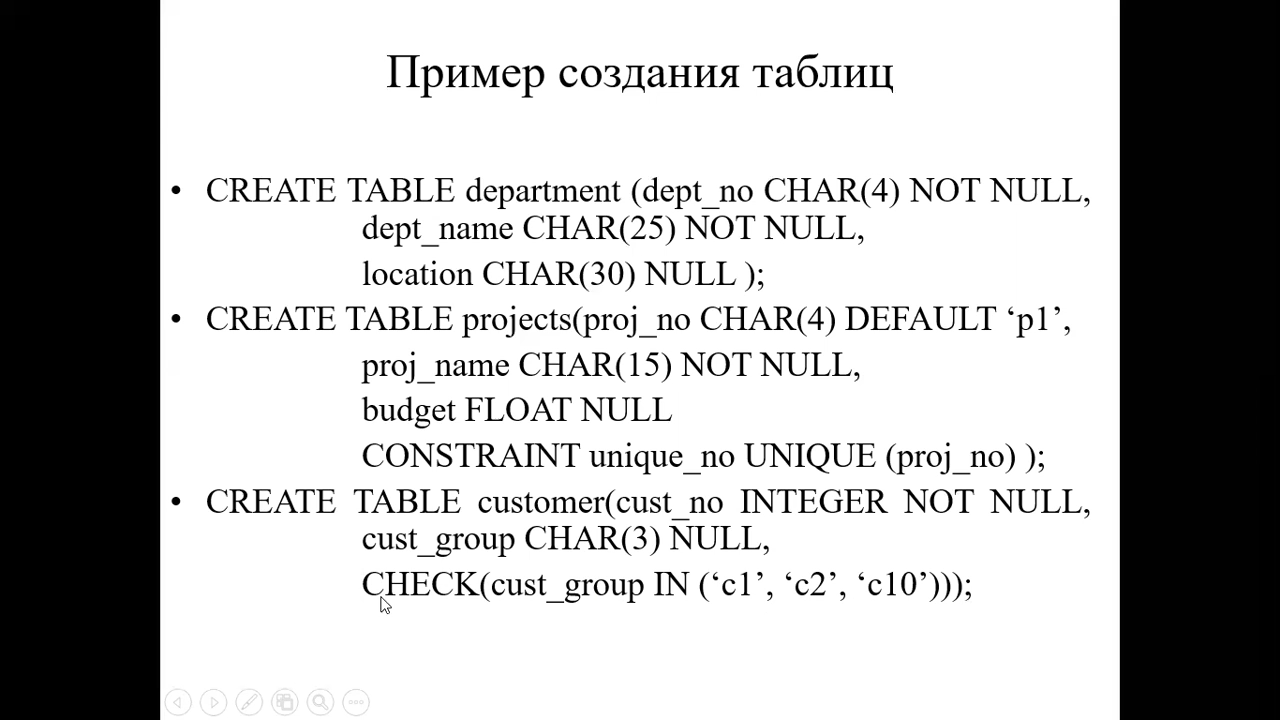 Пример создания таблиц
• CREATE TABLE department (dept_no CHAR(4) NOT NULL,
dept_name CHAR(25) NOT NULL,
location CHAR(30) NULL );
• CREATE TABLE projects(proj_no CHAR(4) DEFAULT ‘p1’,
proj_name CHAR(15) NOT NULL,
budget FLOAT NULL
CONSTRAINT unique_no UNIQUE (proj_no) );
• CREATE TABLE customer(cust_no INTEGER NOT NULL,
cust_group CHAR(3) NULL,
CHECK(cust_group IN (‘c1’, ‘c2’, ‘c10’)));